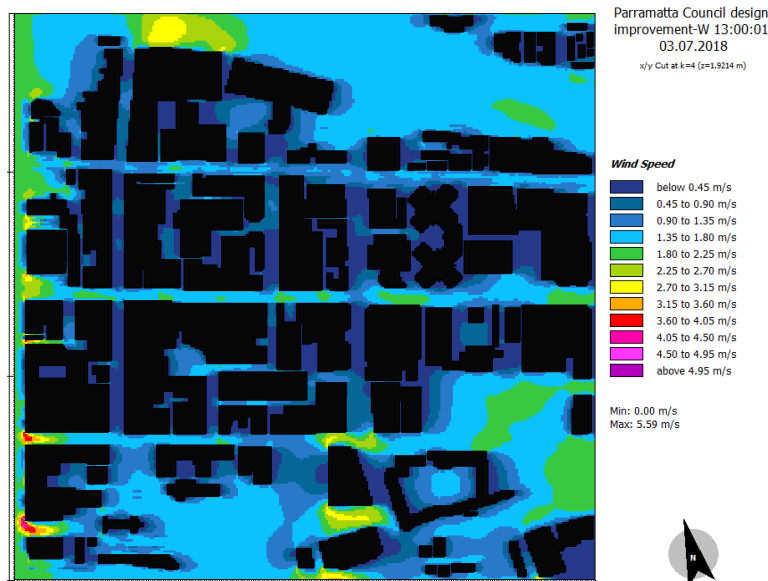 Parramatta Council design
improvement-W 13:00:01
03.07.2018
x/y Cut at k=4 (z=1.9214 m)
Wind Speed
below 0.45 m/s
0.45 to 0.90 m/s
0.90 to 1.35 m/s
1.35 to 1.80 m/s
1.80 to 2.25 m/s
2.25 to 2.70 m/s
2.70 to 3.15 m/s
3.15 to 3.60 m/s
3.60 to 4.05 m/s
4.05 to 4.50 m/s
4.50 to 4.95 m/s
above 4.95 m/s
Min: 0.00 m/s
Max: 5.59 m/s
N